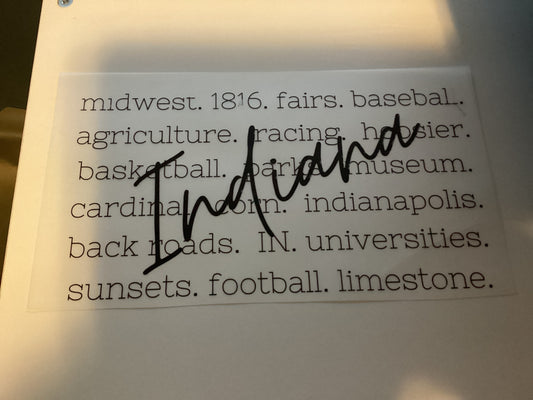 midwest. 1816. fairs. baseball.
agriculture. racing. hoosier.
basketball. parks. museum.
cardinal. corn. indianapolis.
back roads. IN. universities.
sunsets. football. limestone.
Indiana